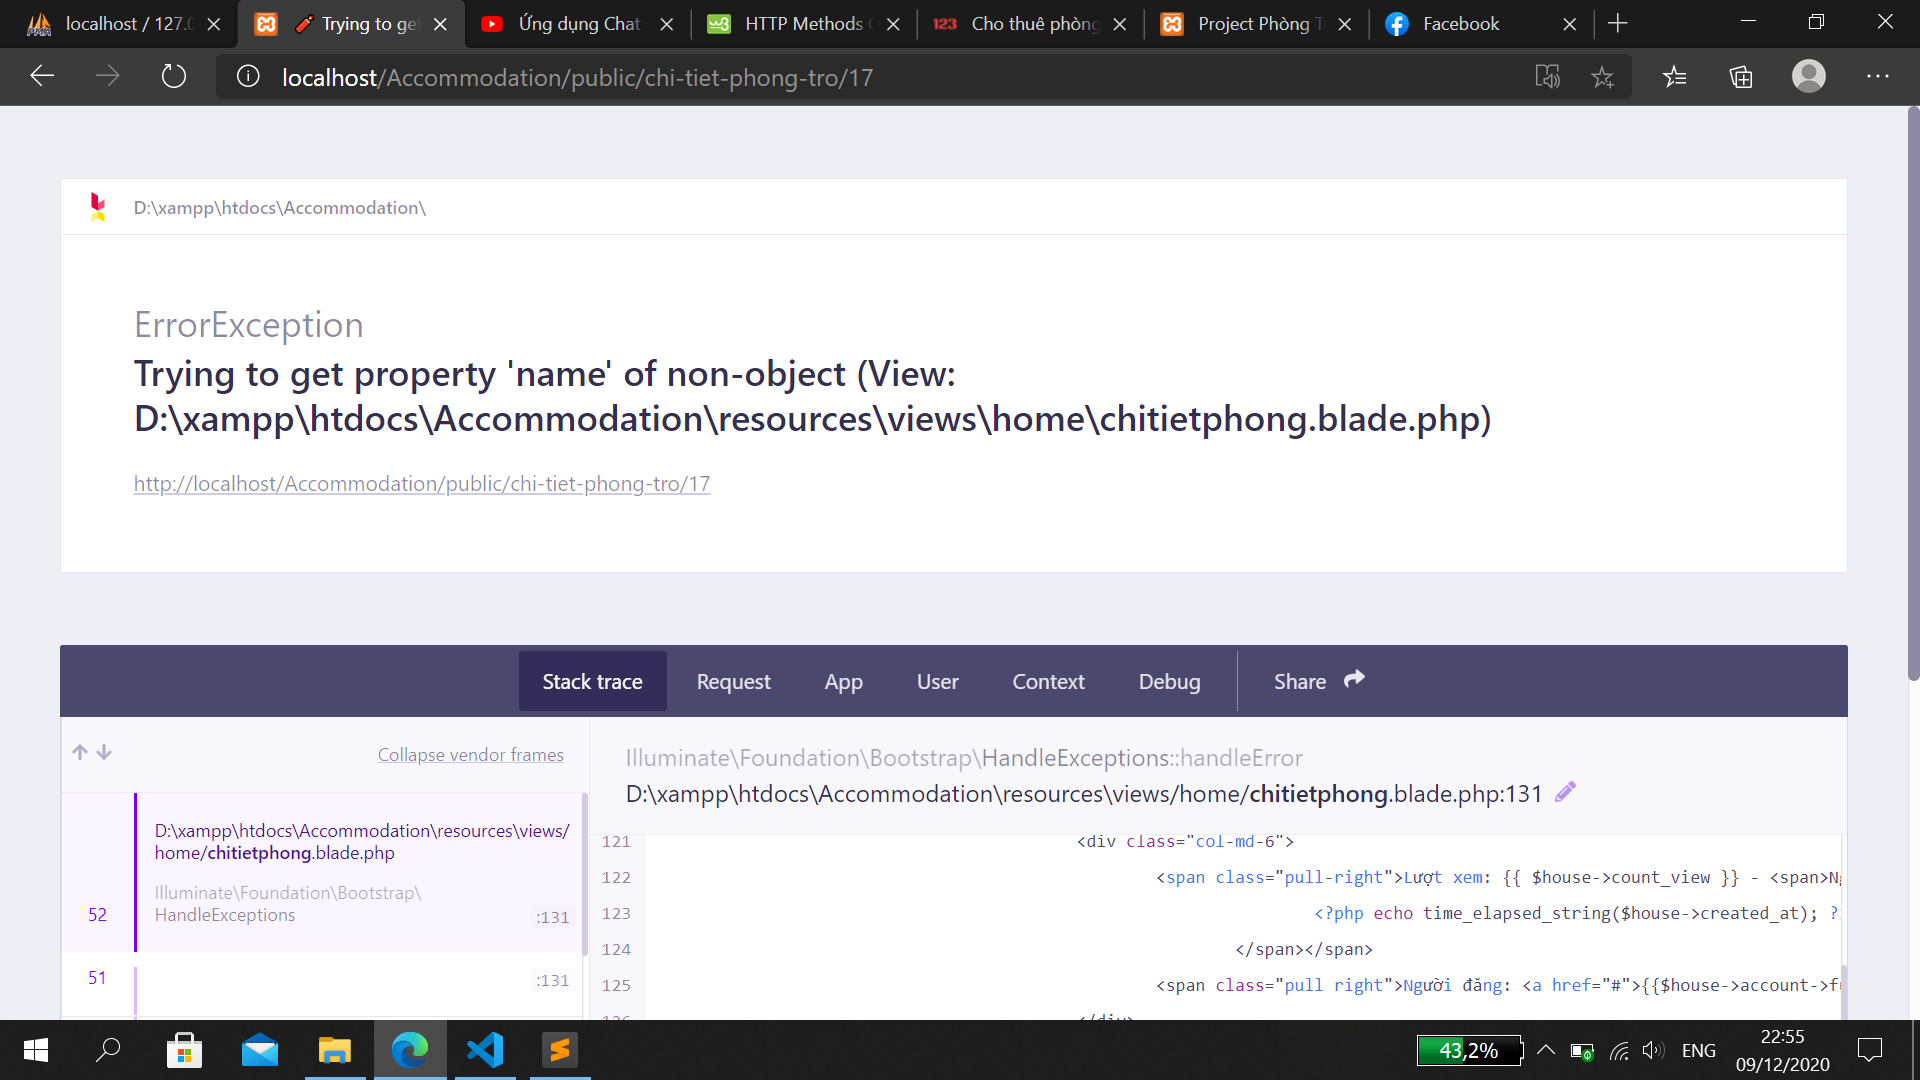 localhost / 127.0
Trying to get
Ứng dụng Chat
HTTP Methods
Cho thuê phòng
Project Phòng T
Facebook
localhost/Accommodation/public/chi-tiet-phong-tro/17
D:\xampp\htdocs\Accommodation\
ErrorException
Trying to get property 'name' of non-object (View:
D:\xampp\htdocs\Accommodation\resources\views\home\chitietphong.blade.php)
http://localhost/Accommodation/public/chi-tiet-phong-tro/17
Stack trace Request App User Context Debug Share
Collapse vendor frames
D:\xampp\htdocs\Accommodation\resources\views/
home/chitietphong.blade.php
Illuminate\Foundation\Bootstrap\
52 HandleExceptions :131
51 :131
Illuminate\Foundation\Bootstrap\HandleExceptions::handleError
D:\xampp\htdocs\Accommodation\resources\views/home/chitietphong.blade.php:131
121 <div class="col-md-6">
122 <span class="pull-right">Lượt xem: {{ $house->count_view }} - <span>N
123 <?php echo time_elapsed_string($house->created_at); ?
124 </span></span>
125 <span class="pull right">Người đăng: <a href="#">{{$house->account->f
126 </div>
43,2%
ENG
22:55
09/12/2020